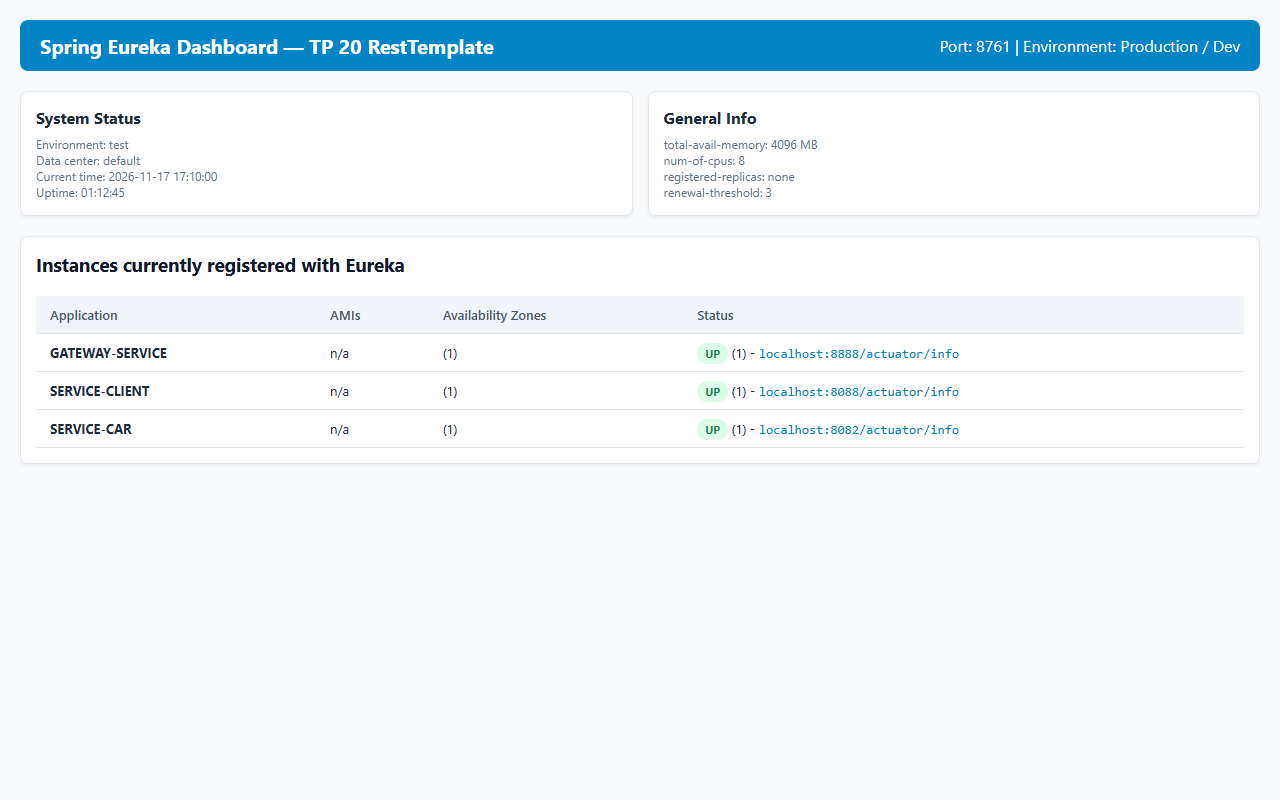 Spring Eureka Dashboard — TP 20 RestTemplate
Port: 8761 | Environment: Production / Dev
System Status
Environment: test
Data center: default
Current time: 2026-11-17 17:10:00
Uptime: 01:12:45
General Info
total-avail-memory: 4096 MB
num-of-cpus: 8
registered-replicas: none
renewal-threshold: 3
Instances currently registered with Eureka
Application AMIs Availability Zones Status
GATEWAY-SERVICE n/a (1) UP (1) - localhost:8888/actuator/info
SERVICE-CLIENT n/a (1) UP (1) - localhost:8088/actuator/info
SERVICE-CAR n/a (1) UP (1) - localhost:8082/actuator/info